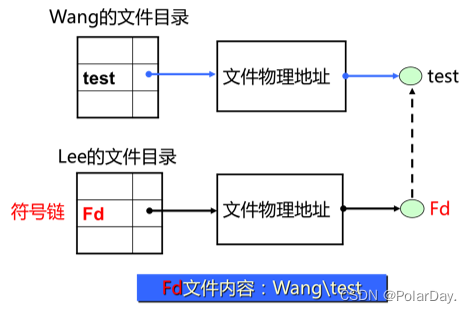 Wang的文件目录
test
文件物理地址
test
Lee的文件目录
符号链
Fd
文件物理地址
Fd
Fd文件内容：Wang\test
CSDN @PolarDay.